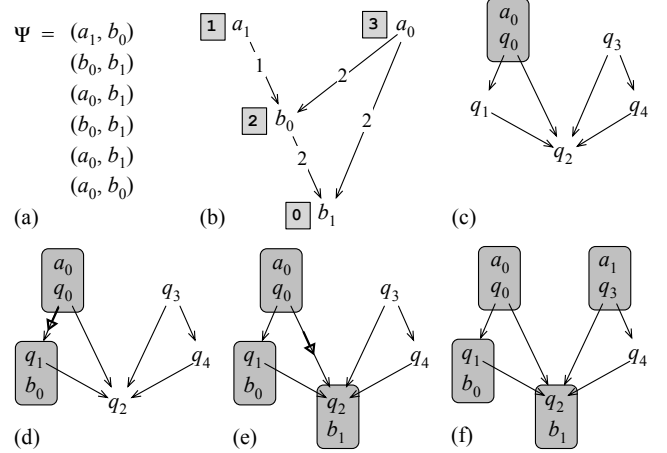 Ψ = (a₁, b₀)
(b₀, b₁)
(a₀, b₁)
(b₀, b₁)
(a₀, b₁)
(a₀, b₀)
(a)
1 a₁
3 a₀
1
2
2 b₀
2
2
0 b₁
(b)
a₀
q₀
q₃
q₁
q₄
q₂
(c)
a₀
q₀
q₃
q₁
q₄
b₀
q₂
(d)
a₀
q₀
q₃
q₁
q₄
b₀
q₂
b₁
(e)
a₀
a₁
q₀
q₃
q₁
q₄
b₀
q₂
b₁
(f)